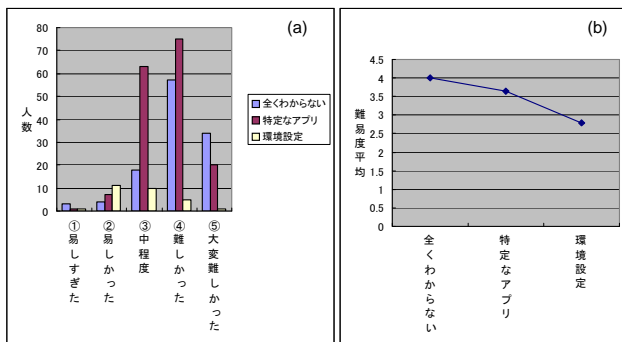 (a)
80
70
60
50
40
30
20
10
0
人数
①易しすぎた
②易しかった
③中程度
④難しかった
⑤大変難しかった
全くわからない
特定なアプリ
環境設定
(b)
4.5
4
3.5
3
2.5
2
1.5
1
0.5
0
難易度平均
全くわからない
特定なアプリ
環境設定